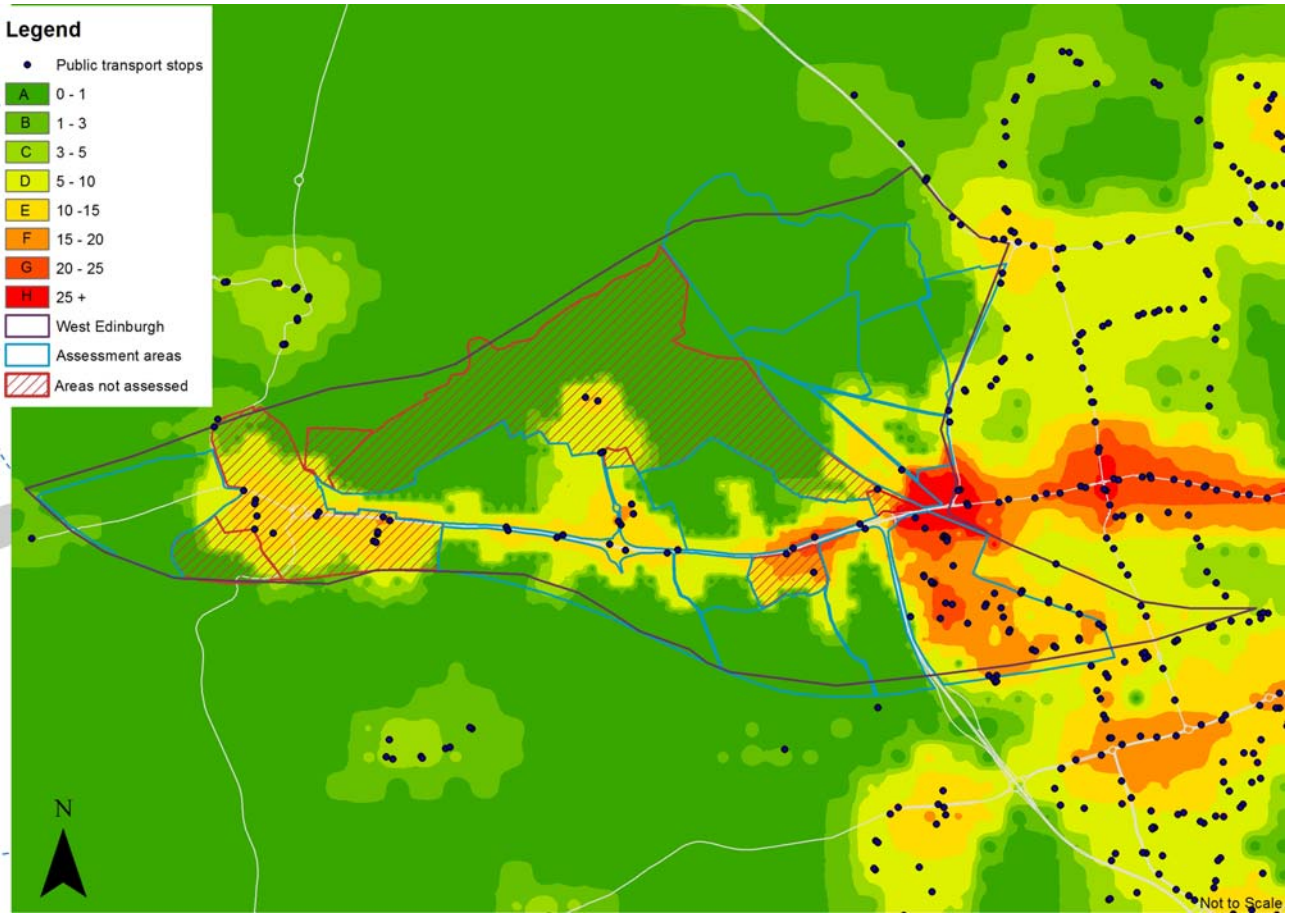 Legend
Public transport stops
A 0 - 1
B 1 - 3
C 3 - 5
D 5 - 10
E 10 -15
F 15 - 20
G 20 - 25
H 25 +
West Edinburgh
Assessment areas
Areas not assessed
N
Not to Scale